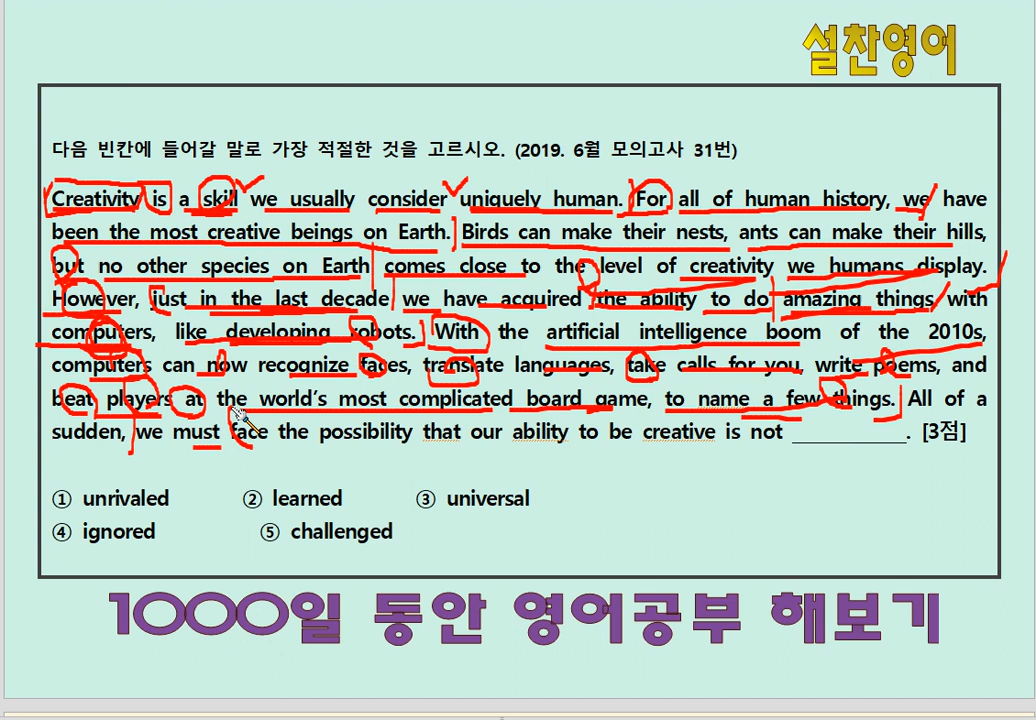 설찬영어
다음 빈칸에 들어갈 말로 가장 적절한 것을 고르시오. (2019. 6월 모의고사 31번)
Creativity is a skill we usually consider uniquely human. For all of human history, we have
been the most creative beings on Earth. Birds can make their nests, ants can make their hills,
but no other species on Earth comes close to the level of creativity we humans display.
However, just in the last decade we have acquired the ability to do amazing things with
computers, like developing robots. With the artificial intelligence boom of the 2010s,
computers can now recognize faces, translate languages, take calls for you, write poems, and
beat players at the world's most complicated board game, to name a few things. All of a
sudden, we must face the possibility that our ability to be creative is not ___________. [3점]
① unrivaled ② learned ③ universal
④ ignored ⑤ challenged
1000일 동안 영어공부 해보기